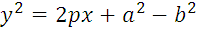 y² = 2px + a² − b²